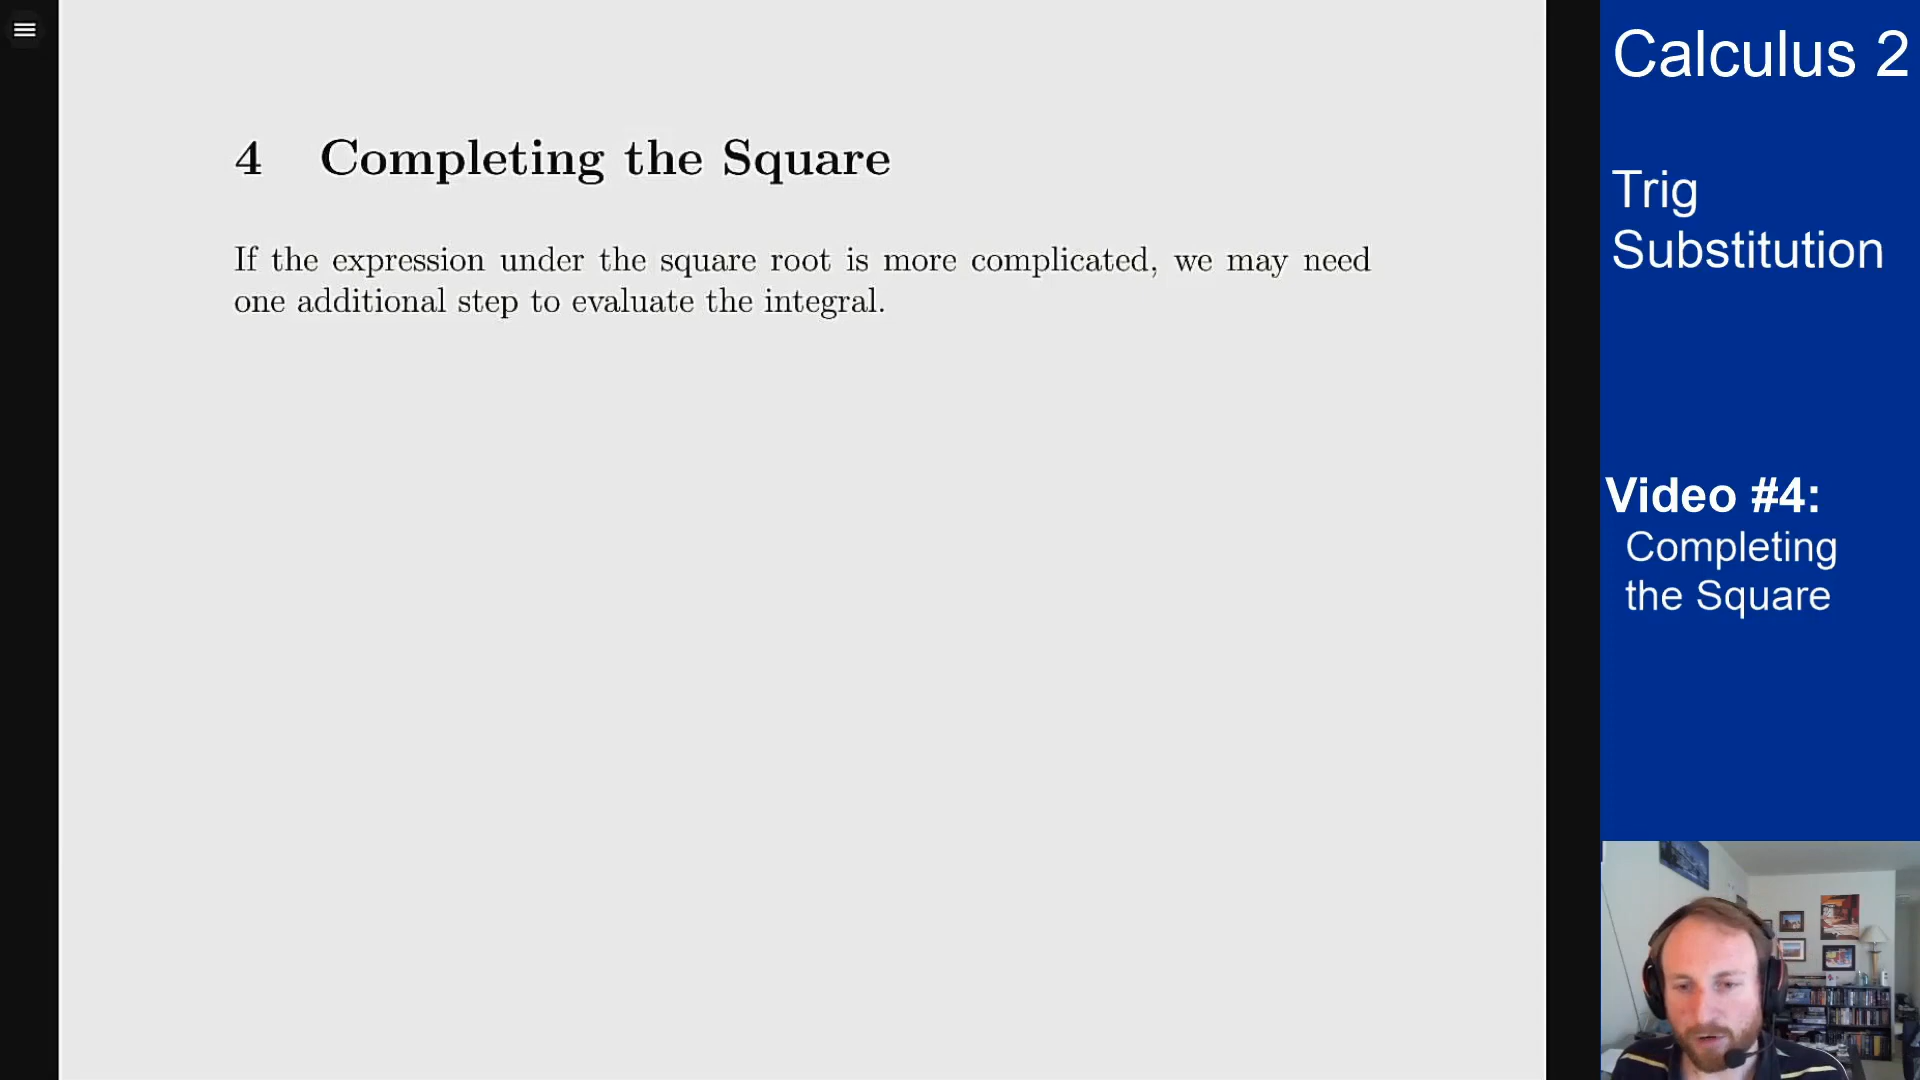 4 Completing the Square
If the expression under the square root is more complicated, we may need
one additional step to evaluate the integral.
Calculus 2
Trig
Substitution
Video #4:
Completing
the Square